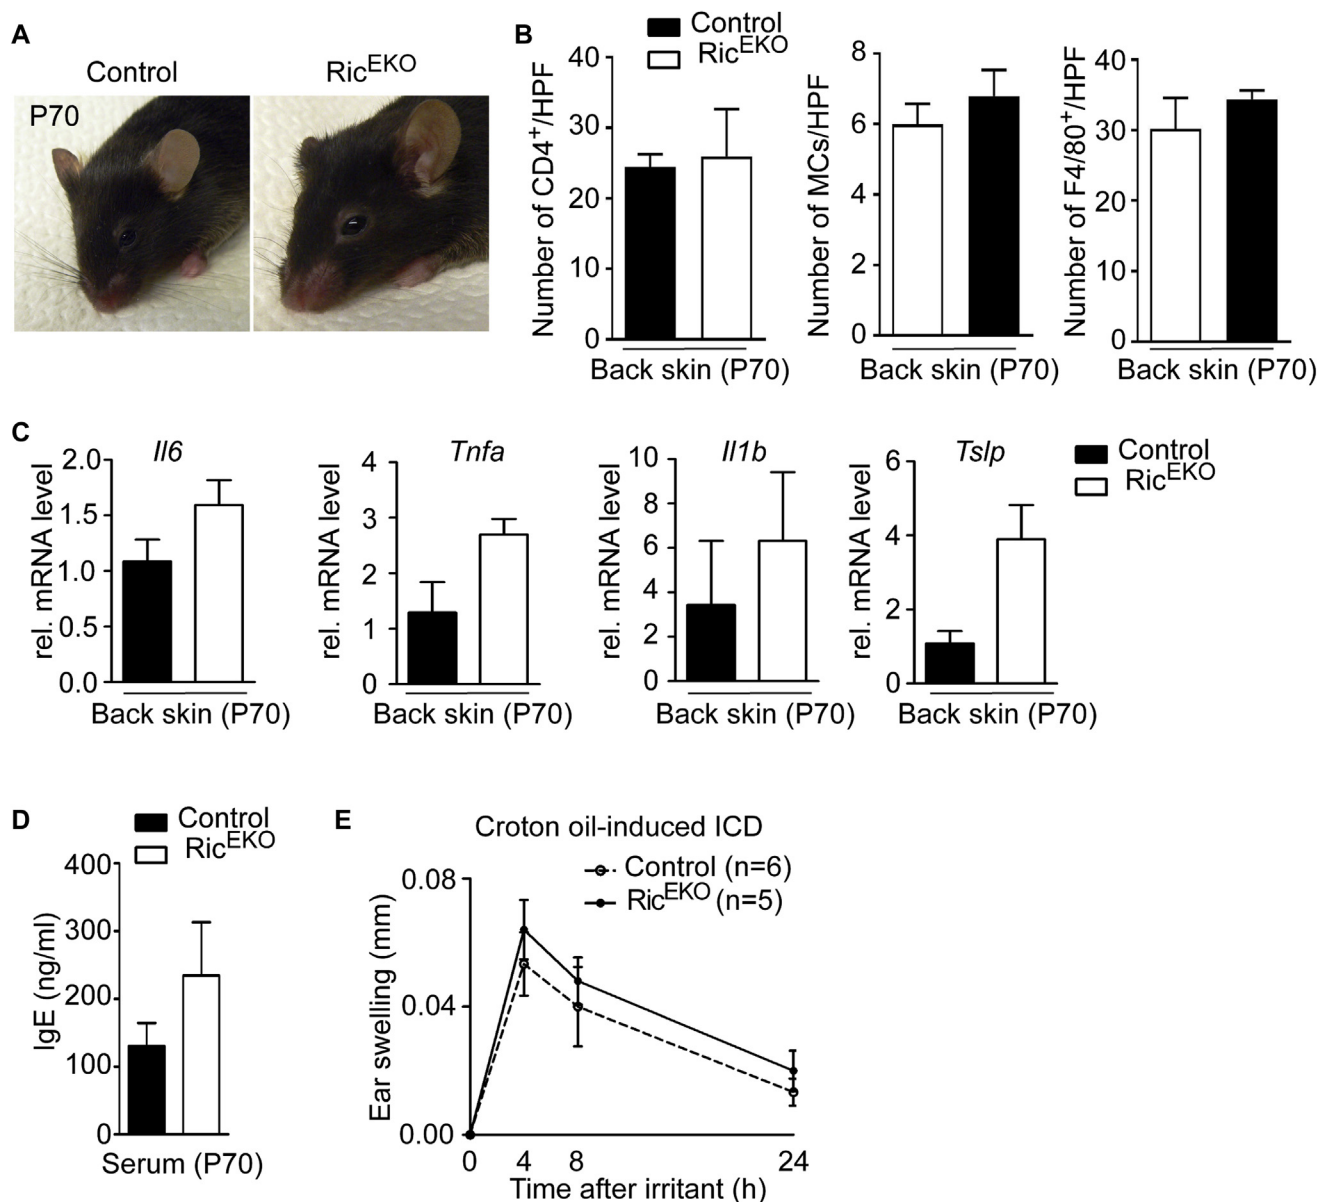 A
Control
Ric^EKO
P70
B
Control
Ric^EKO
Number of CD4⁺/HPF
40
30
20
10
0
Back skin (P70)
Number of MCs/HPF
8
6
4
2
0
Back skin (P70)
Number of F4/80⁺/HPF
40
30
20
10
0
Back skin (P70)
C
Il6
rel. mRNA level
2.0
1.5
1.0
0.5
0.0
Back skin (P70)
Tnfa
rel. mRNA level
4
3
2
1
0
Back skin (P70)
Il1b
rel. mRNA level
10
8
6
4
2
0
Back skin (P70)
Tslp
rel. mRNA level
6
4
2
0
Back skin (P70)
Control
Ric^EKO
D
Control
Ric^EKO
IgE (ng/ml)
400
300
200
100
0
Serum (P70)
E
Croton oil-induced ICD
Control (n=6)
Ric^EKO (n=5)
Ear swelling (mm)
0.08
0.04
0.00
0 4 8 24
Time after irritant (h)